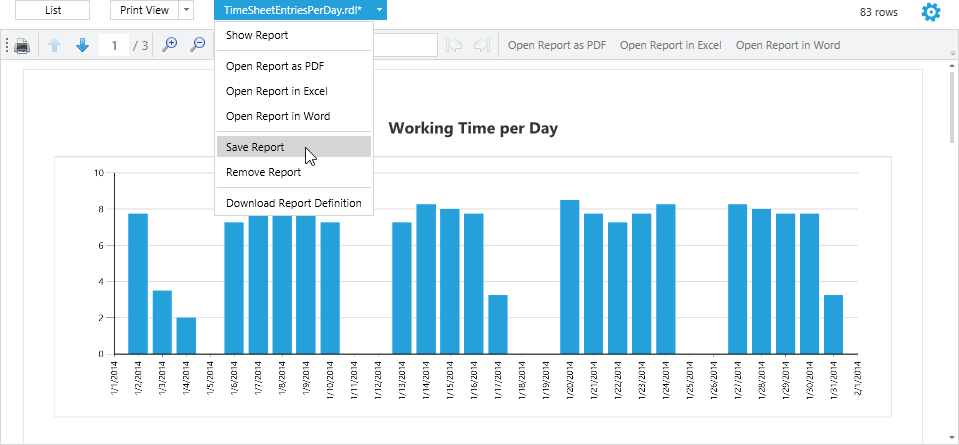 List
Print View
TimeSheetEntriesPerDay.rdl*
83 rows
1 / 3
Open Report as PDF
Open Report in Excel
Open Report in Word
Show Report
Open Report as PDF
Open Report in Excel
Open Report in Word
Save Report
Remove Report
Download Report Definition
Working Time per Day
10
8
6
4
2
0
1/1/2014
1/2/2014
1/3/2014
1/4/2014
1/5/2014
1/6/2014
1/7/2014
1/8/2014
1/9/2014
1/10/2014
1/11/2014
1/12/2014
1/13/2014
1/14/2014
1/15/2014
1/16/2014
1/17/2014
1/18/2014
1/19/2014
1/20/2014
1/21/2014
1/22/2014
1/23/2014
1/24/2014
1/25/2014
1/26/2014
1/27/2014
1/28/2014
1/29/2014
1/30/2014
1/31/2014
2/1/2014